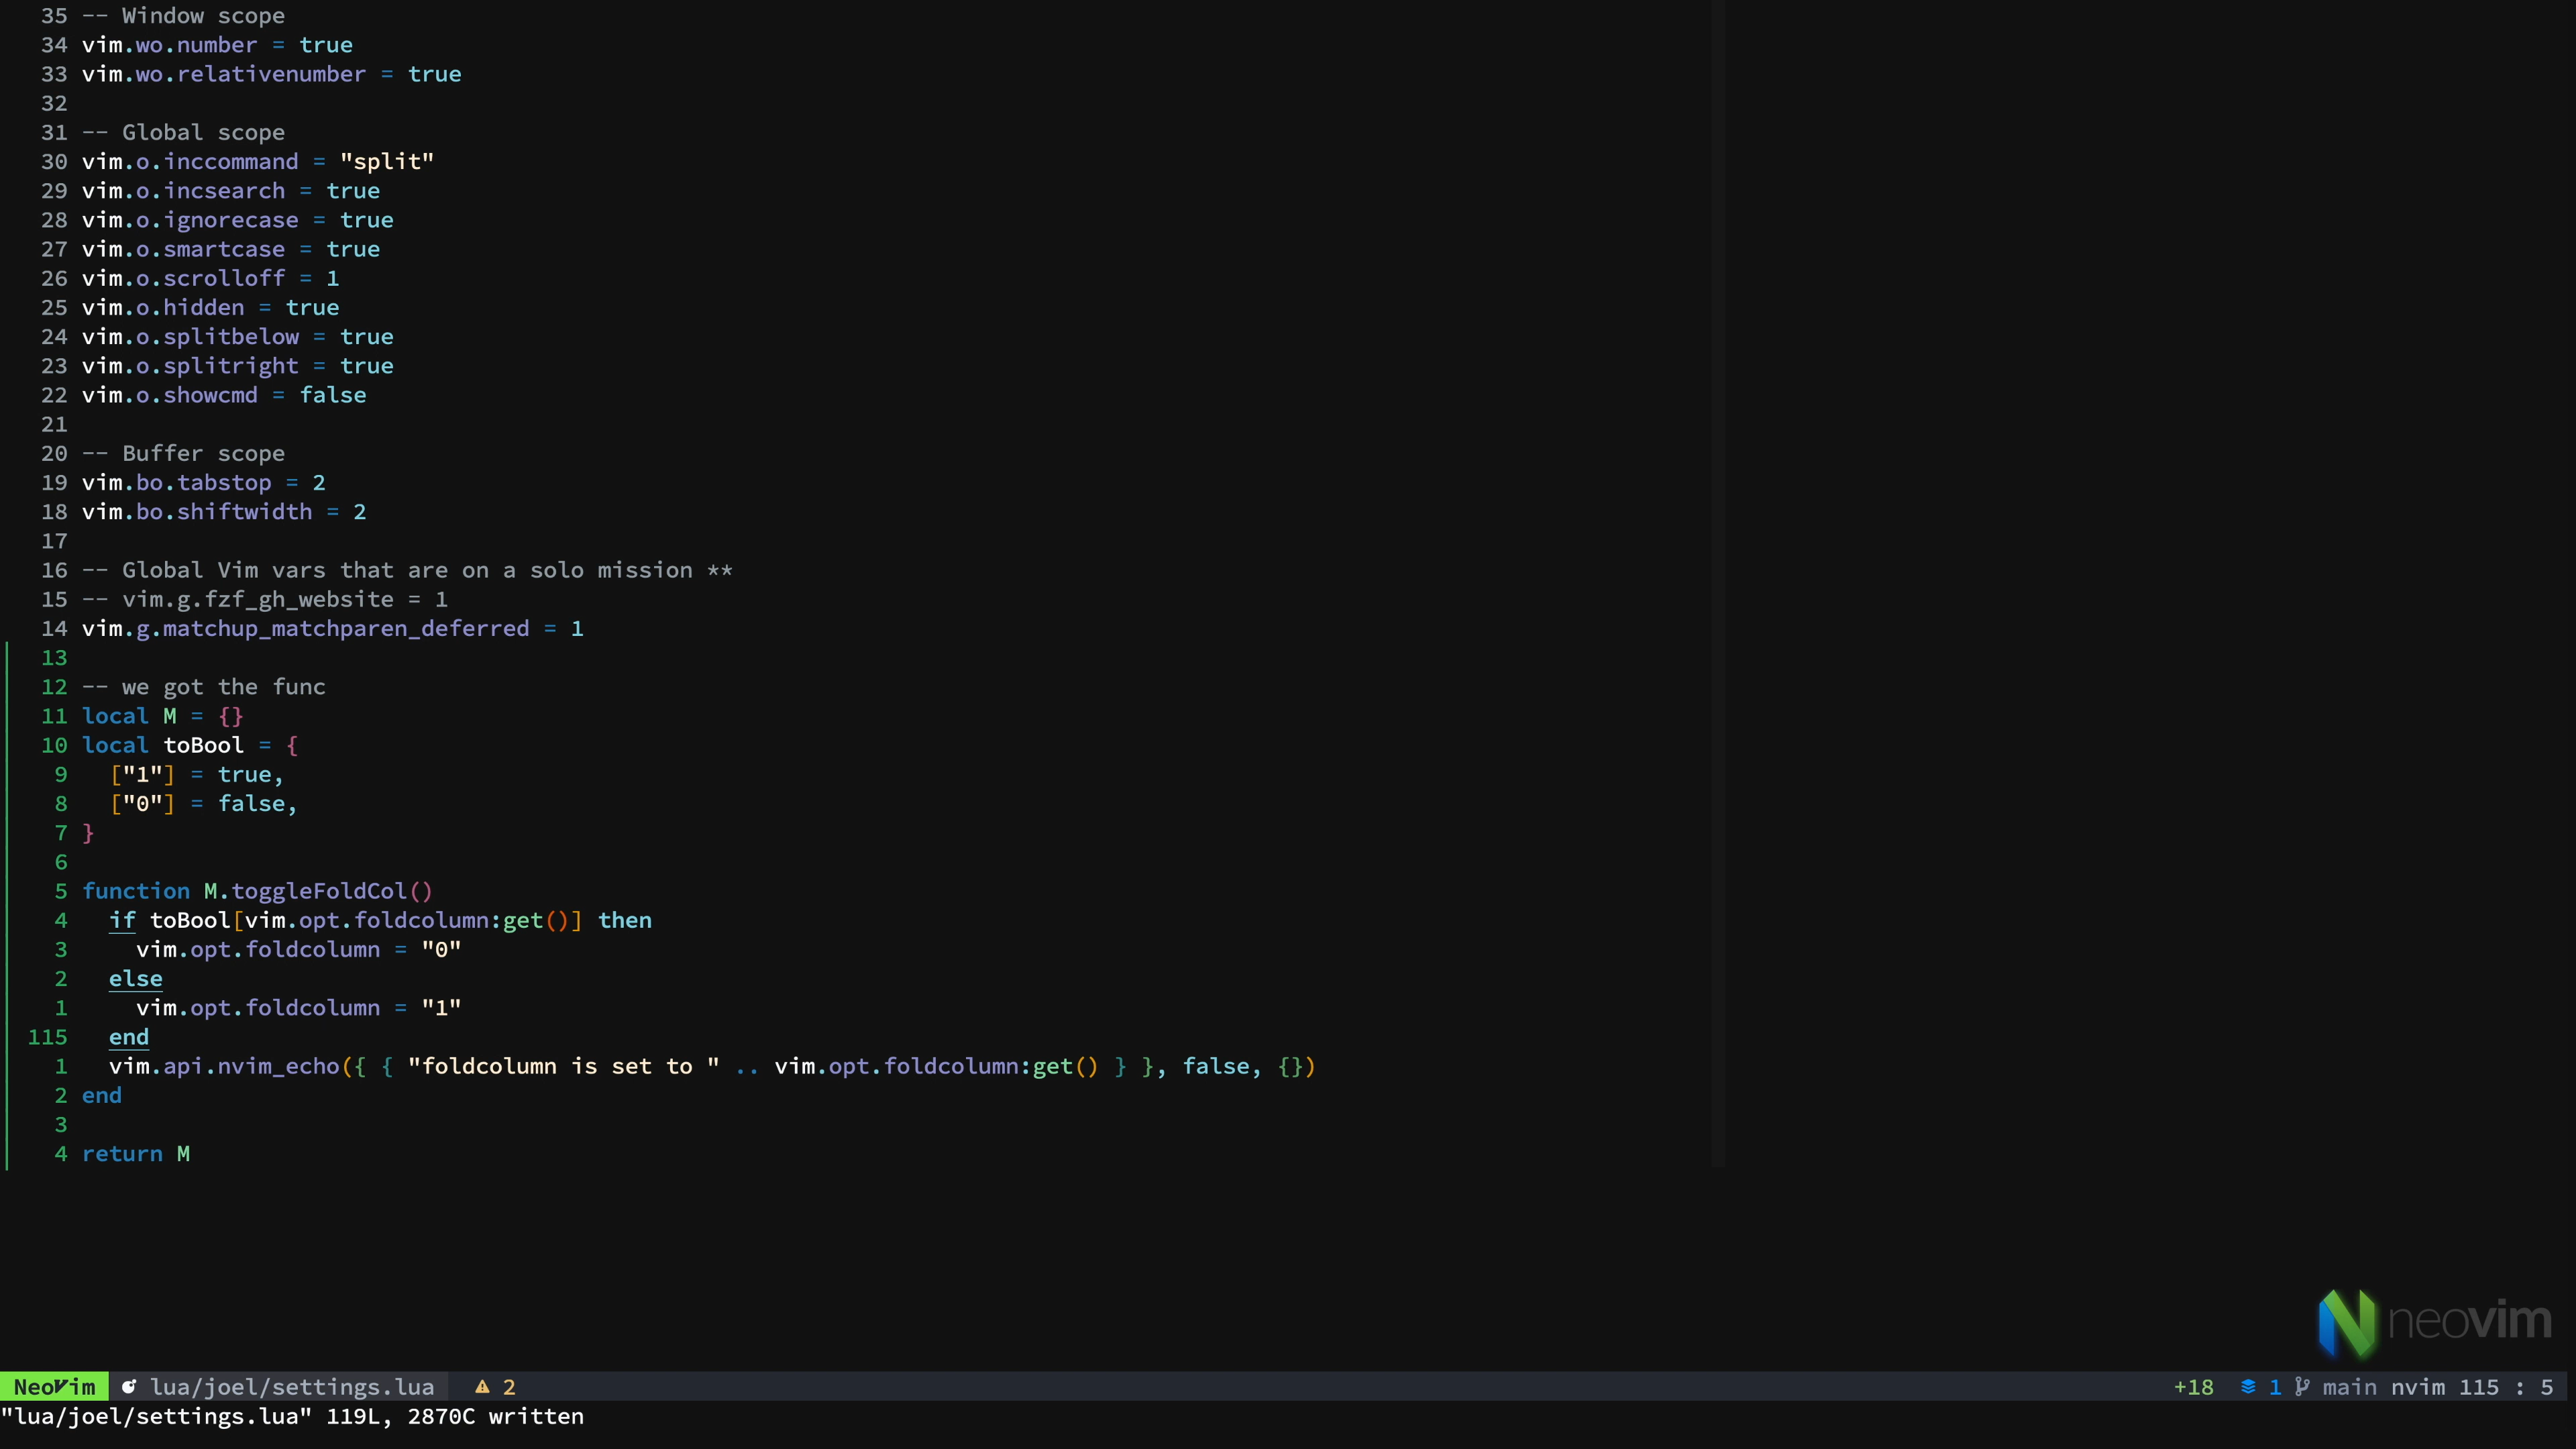 35 -- Window scope
34 vim.wo.number = true
33 vim.wo.relativenumber = true
32
31 -- Global scope
30 vim.o.inccommand = "split"
29 vim.o.incsearch = true
28 vim.o.ignorecase = true
27 vim.o.smartcase = true
26 vim.o.scrolloff = 1
25 vim.o.hidden = true
24 vim.o.splitbelow = true
23 vim.o.splitright = true
22 vim.o.showcmd = false
21
20 -- Buffer scope
19 vim.bo.tabstop = 2
18 vim.bo.shiftwidth = 2
17
16 -- Global Vim vars that are on a solo mission **
15 -- vim.g.fzf_gh_website = 1
14 vim.g.matchup_matchparen_deferred = 1
13
12 -- we got the func
11 local M = {}
10 local toBool = {
9   ["1"] = true,
8   ["0"] = false,
7 }
6
5 function M.toggleFoldCol()
4   if toBool[vim.opt.foldcolumn:get()] then
3     vim.opt.foldcolumn = "0"
2   else
1     vim.opt.foldcolumn = "1"
115   end
1   vim.api.nvim_echo({ { "foldcolumn is set to " .. vim.opt.foldcolumn:get() } }, false, {})
2 end
3
4 return M
neovim
NeoVim lua/joel/settings.lua 2 +18 1 main nvim 115 : 5
"lua/joel/settings.lua" 119L, 2870C written